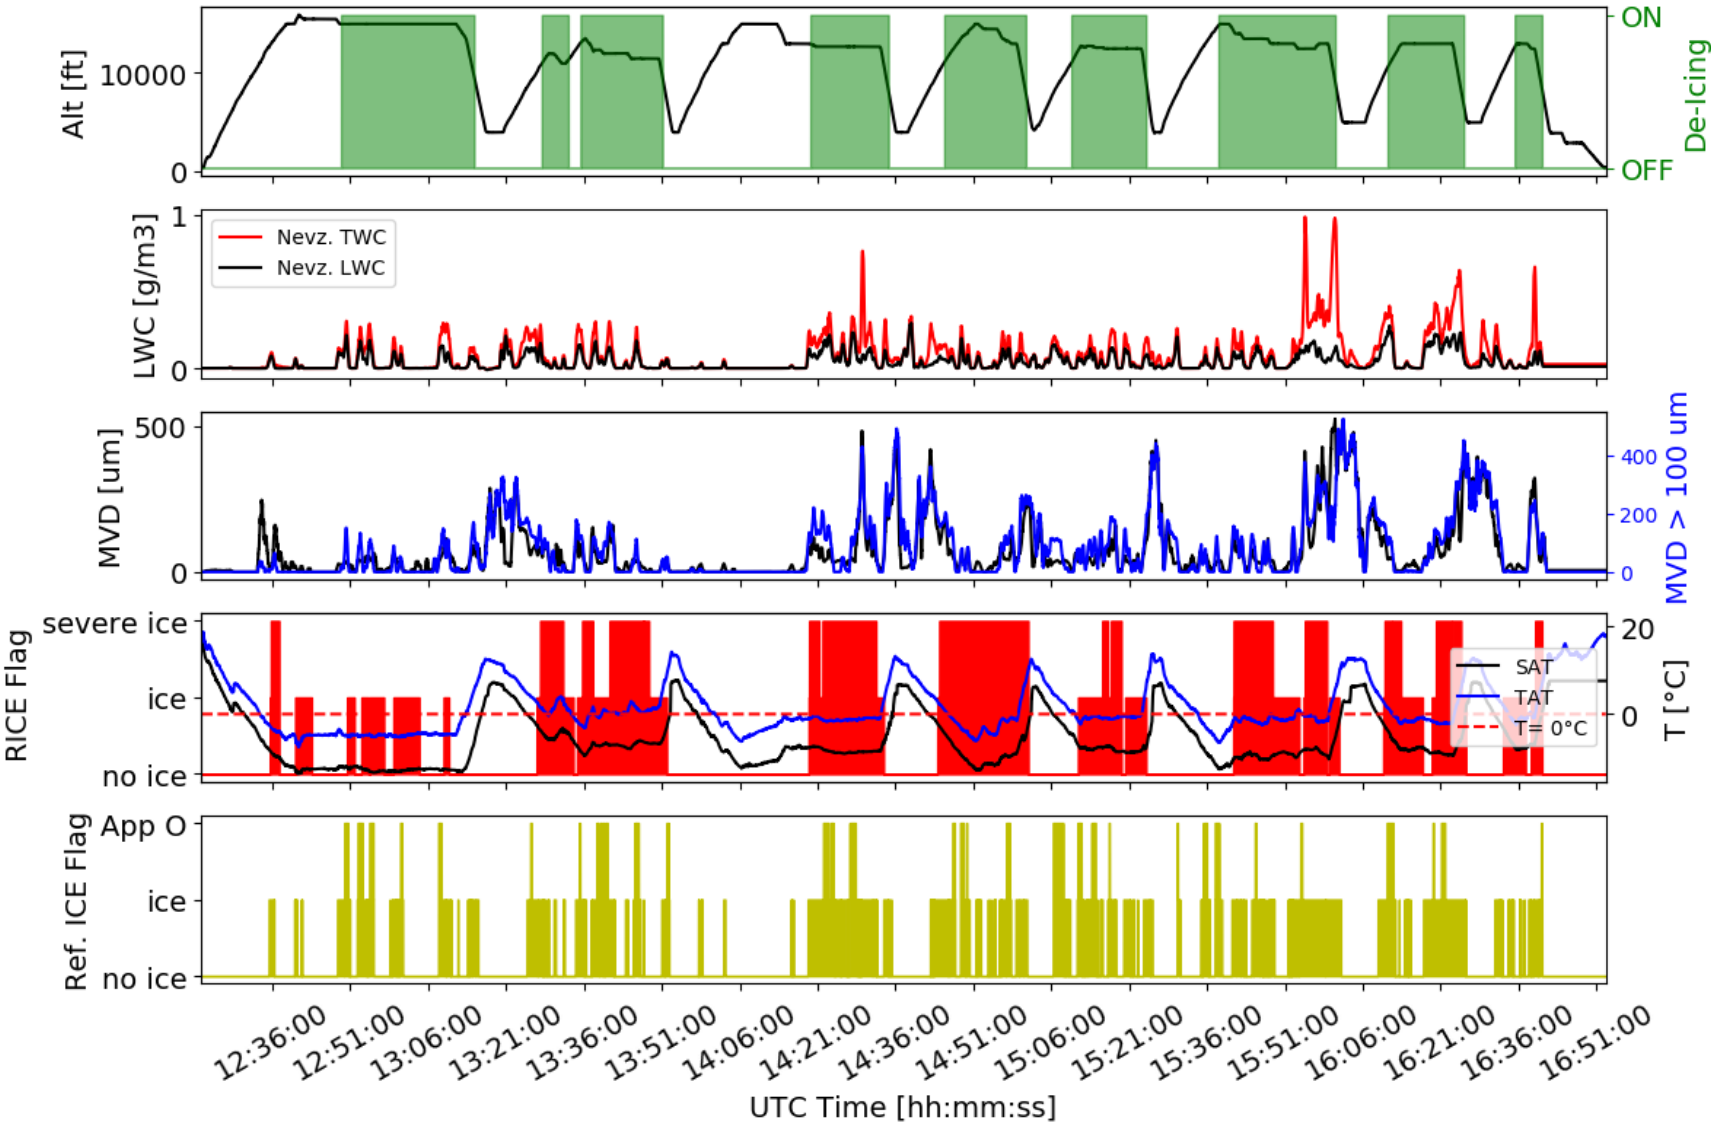 Alt [ft]
10000
0
ON
OFF
De-Icing
LWC [g/m3]
1
0
Nevz. TWC
Nevz. LWC
MVD [um]
500
0
400
200
0
MVD > 100 um
RICE Flag
severe ice
ice
no ice
20
0
T [°C]
SAT
TAT
T= 0°C
Ref. ICE Flag
App O
ice
no ice
12:36:00
12:51:00
13:06:00
13:21:00
13:36:00
13:51:00
14:06:00
14:21:00
14:36:00
14:51:00
15:06:00
15:21:00
15:36:00
15:51:00
16:06:00
16:21:00
16:36:00
16:51:00
UTC Time [hh:mm:ss]